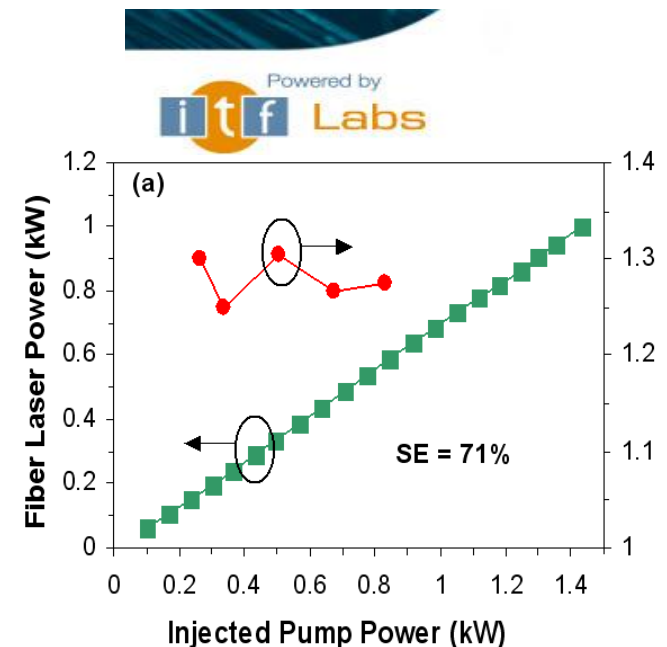 Powered by
itf Labs
1.2
1
0.8
0.6
0.4
0.2
0
Fiber Laser Power (kW)
(a)
SE = 71%
1.4
1.3
1.2
1.1
1
0 0.2 0.4 0.6 0.8 1 1.2 1.4
Injected Pump Power (kW)